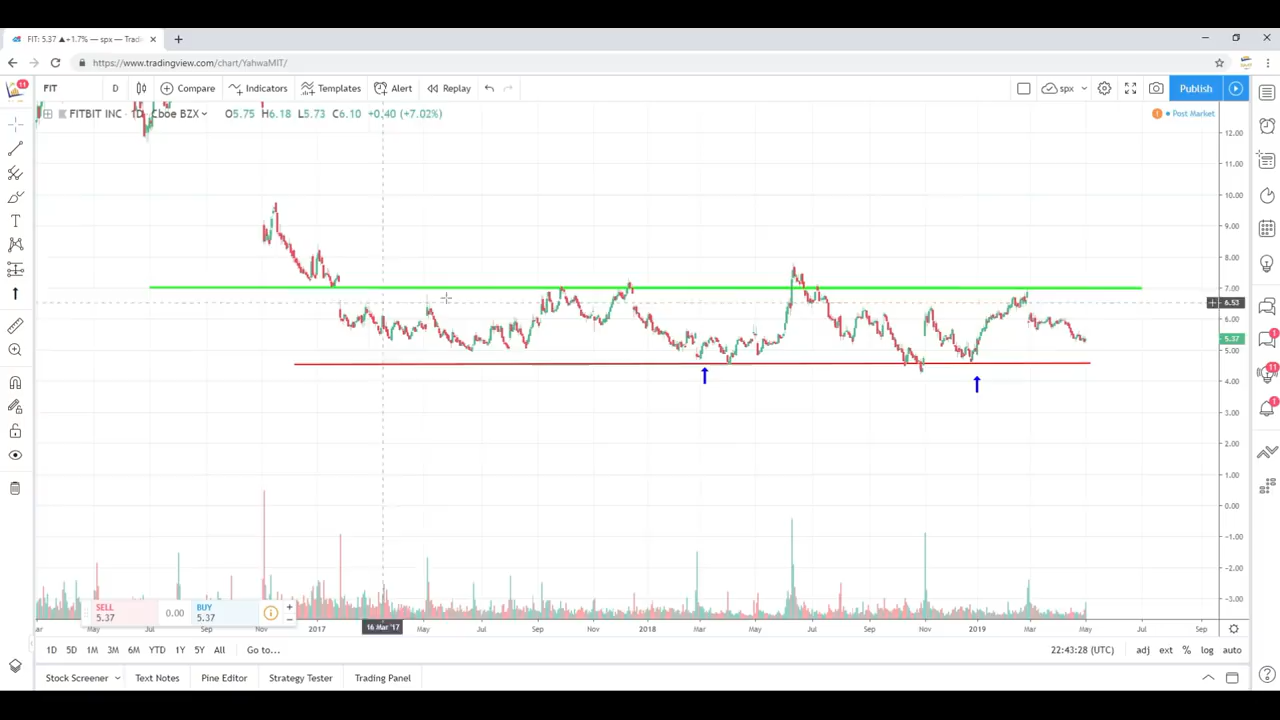 FIT: 5.37 ▲+1.7% — spx — Tradi
https://www.tradingview.com/chart/YahwaMIT/
11 FIT D Compare Indicators Templates Alert Replay spx Publish
FITBIT INC · 1D · Cboe BZX O5.75 H6.18 L5.73 C6.10 +0.40 (+7.02%) Post Market
12.00
11.00
10.00
9.00
8.00
7.00
6.53
6.00
5.37
5.00
4.00
3.00
2.00
1.00
0.00
−1.00
−2.00
−3.00
1
11
1
SELL
5.37
0.00
BUY
5.37
May Jul Sep Nov 2017 16 Mar '17 May Jul Sep Nov 2018 Mar May Jul Sep Nov 2019 Mar May Jul Sep
1D 5D 1M 3M 6M YTD 1Y 5Y All Go to... 22:43:28 (UTC) adj ext % log auto
Stock Screener Text Notes Pine Editor Strategy Tester Trading Panel